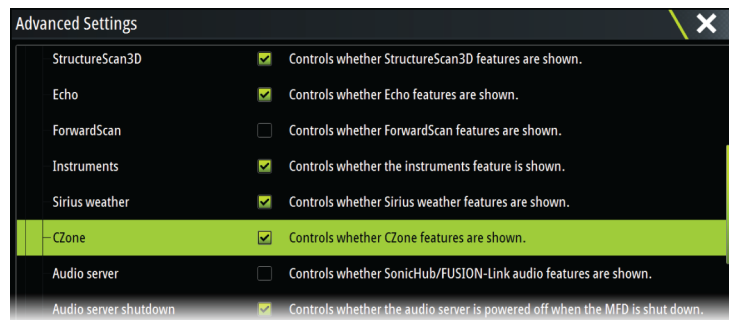 Advanced Settings
StructureScan3D Controls whether StructureScan3D features are shown.
Echo Controls whether Echo features are shown.
ForwardScan Controls whether ForwardScan features are shown.
Instruments Controls whether the instruments feature is shown.
Sirius weather Controls whether Sirius weather features are shown.
CZone Controls whether CZone features are shown.
Audio server Controls whether SonicHub/FUSION-Link audio features are shown.
Audio server shutdown Controls whether the audio server is powered off when the MFD is shut down.